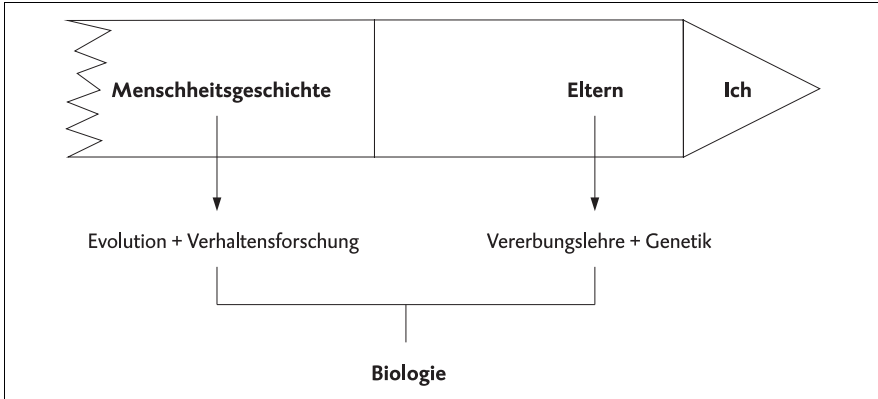 Menschheitsgeschichte
Eltern
Ich
Evolution + Verhaltensforschung
Vererbungslehre + Genetik
Biologie